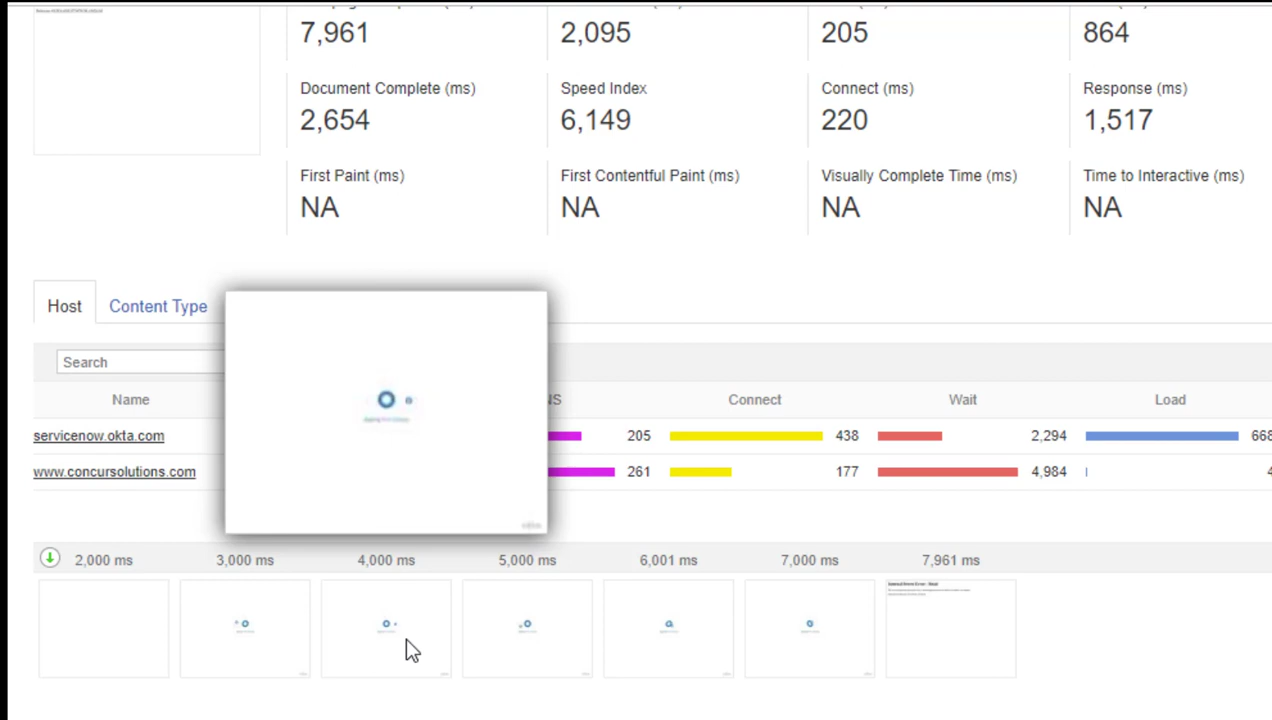 7,961 2,095 205 864
Document Complete (ms) Speed Index Connect (ms) Response (ms)
2,654 6,149 220 1,517
First Paint (ms) First Contentful Paint (ms) Visually Complete Time (ms) Time to Interactive (ms)
NA NA NA NA
Host Content Type
Search
Name Connect Wait Load
servicenow.okta.com 205 438 2,294 668
www.concursolutions.com 261 177 4,984
2,000 ms 3,000 ms 4,000 ms 5,000 ms 6,001 ms 7,000 ms 7,961 ms